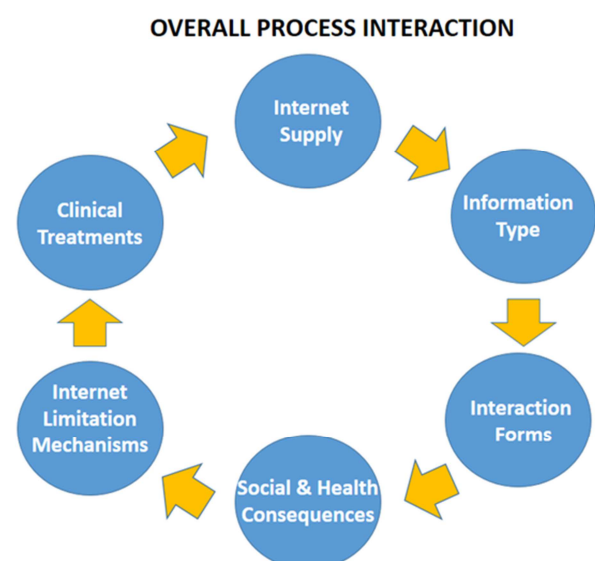 OVERALL PROCESS INTERACTION
Internet
Supply
Information
Type
Interaction
Forms
Social & Health
Consequences
Internet
Limitation
Mechanisms
Clinical
Treatments